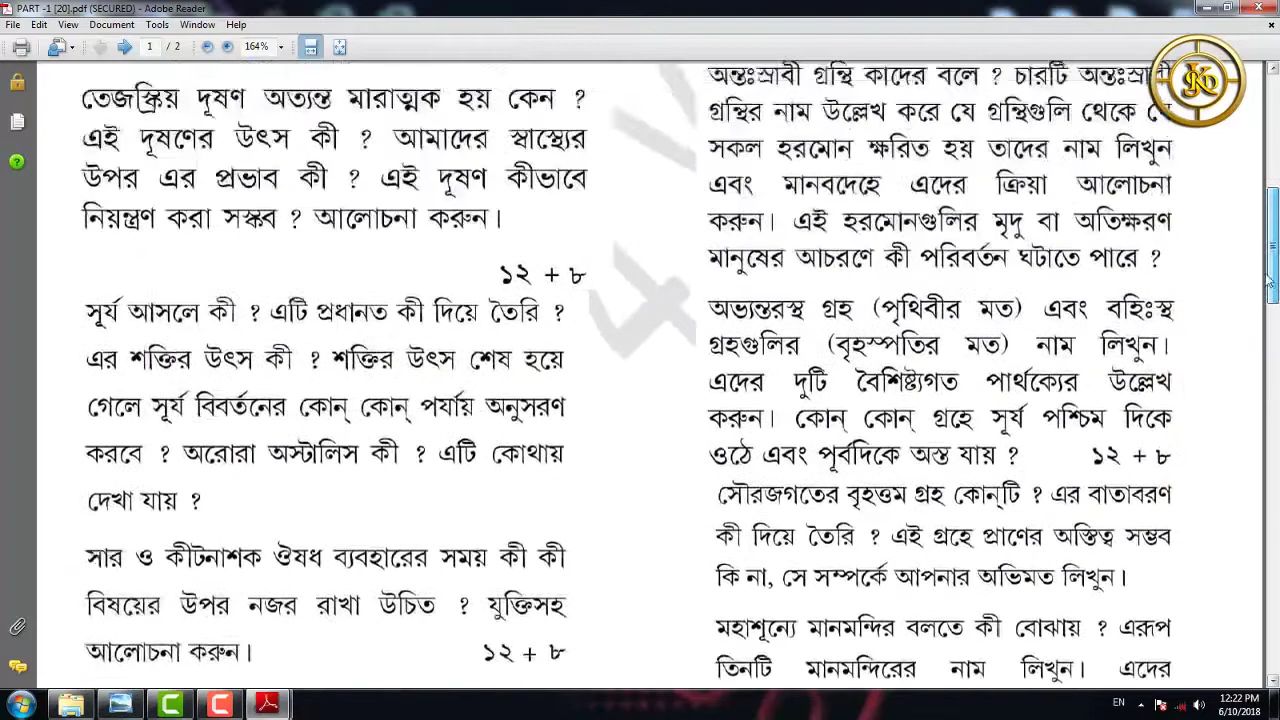 PART -1 [20].pdf (SECURED) - Adobe Reader
File Edit View Document Tools Window Help
1 / 2 164%
তেজস্ক্রিয় দূষণ অত্যন্ত মারাত্মক হয় কেন ?
এই দূষণের উৎস কী ? আমাদের স্বাস্থ্যের
উপর এর প্রভাব কী ? এই দূষণ কীভাবে
নিয়ন্ত্রণ করা সম্ভব ? আলোচনা করুন।
১২ + ৮
সূর্য আসলে কী ? এটি প্রধানত কী দিয়ে তৈরি ?
এর শক্তির উৎস কী ? শক্তির উৎস শেষ হয়ে
গেলে সূর্য বিবর্তনের কোন্ কোন্ পর্যায় অনুসরণ
করবে ? অরোরা অস্টালিস কী ? এটি কোথায়
দেখা যায় ?
সার ও কীটনাশক ঔষধ ব্যবহারের সময় কী কী
বিষয়ের উপর নজর রাখা উচিত ? যুক্তিসহ
আলোচনা করুন। ১২ + ৮
অন্তঃস্রাবী গ্রন্থি কাদের বলে ? চারটি অন্তঃস্রাবী
গ্রন্থির নাম উল্লেখ করে যে গ্রন্থিগুলি থেকে যে
সকল হরমোন ক্ষরিত হয় তাদের নাম লিখুন
এবং মানবদেহে এদের ক্রিয়া আলোচনা
করুন। এই হরমোনগুলির মৃদু বা অতিক্ষরণ
মানুষের আচরণে কী পরিবর্তন ঘটাতে পারে ?
অভ্যন্তরস্থ গ্রহ (পৃথিবীর মত) এবং বহিঃস্থ
গ্রহগুলির (বৃহস্পতির মত) নাম লিখুন।
এদের দুটি বৈশিষ্ট্যগত পার্থক্যের উল্লেখ
করুন। কোন্ কোন্ গ্রহে সূর্য পশ্চিম দিকে
ওঠে এবং পূর্বদিকে অস্ত যায় ? ১২ + ৮
সৌরজগতের বৃহত্তম গ্রহ কোন্‌টি ? এর বাতাবরণ
কী দিয়ে তৈরি ? এই গ্রহে প্রাণের অস্তিত্ব সম্ভব
কি না, সে সম্পর্কে আপনার অভিমত লিখুন।
মহাশূন্যে মানমন্দির বলতে কী বোঝায় ? এরূপ
তিনটি মানমন্দিরের নাম লিখুন। এদের
EN
12:22 PM
6/10/2018